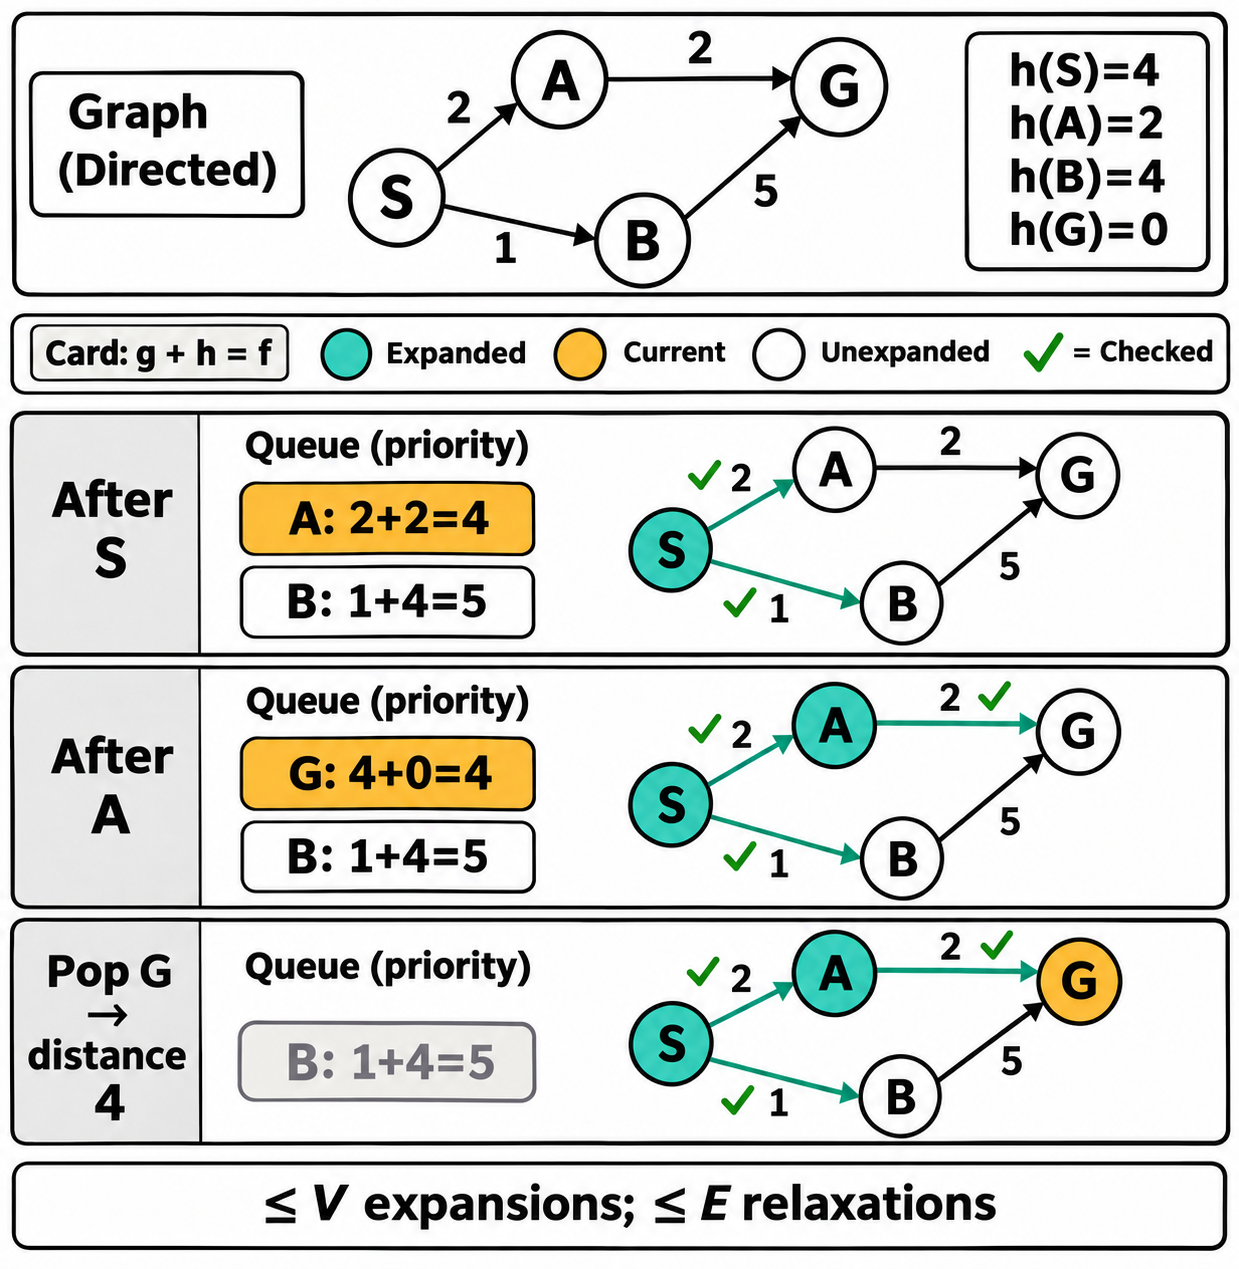 Graph
(Directed)
2
A
2
G
S
1
B
5
h(S)=4
h(A)=2
h(B)=4
h(G)=0
Card: g + h = f
Expanded
Current
Unexpanded
= Checked
After
S
Queue (priority)
A: 2+2=4
B: 1+4=5
2
A
2
G
S
1
B
5
After
A
Queue (priority)
G: 4+0=4
B: 1+4=5
2
A
2
G
S
1
B
5
Pop G
→
distance
4
Queue (priority)
B: 1+4=5
2
A
2
G
S
1
B
5
≤ V expansions; ≤ E relaxations